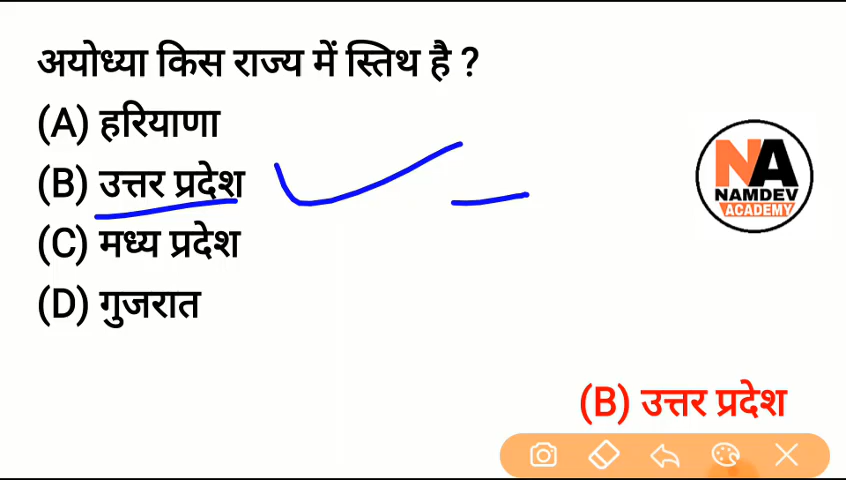 अयोध्या किस राज्य में स्तिथ है ?
(A) हरियाणा
(B) उत्तर प्रदेश
(C) मध्य प्रदेश
(D) गुजरात
NA
NAMDEV
ACADEMY
(B) उत्तर प्रदेश